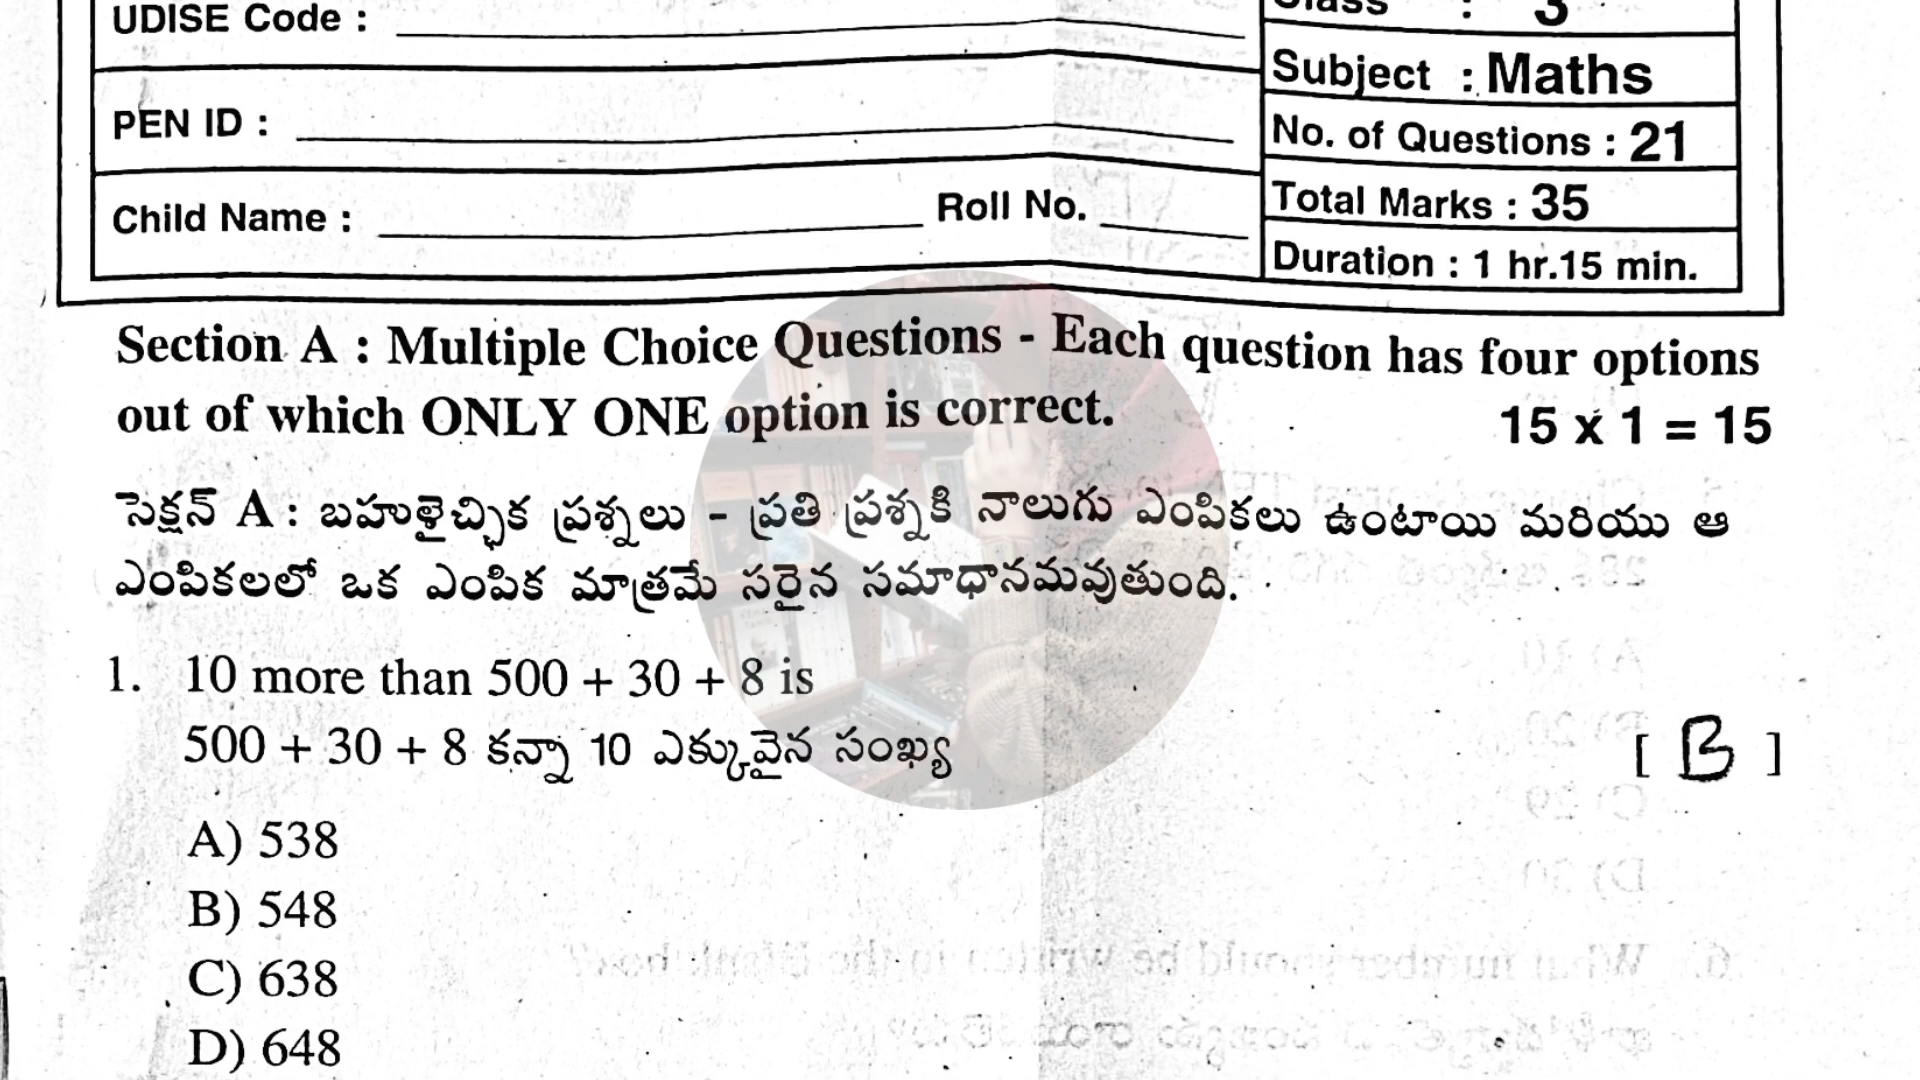 UDISE Code :
Class : 3
Subject : Maths
PEN ID :
No. of Questions : 21
Child Name : Roll No.
Total Marks : 35
Duration : 1 hr.15 min.
Section A : Multiple Choice Questions - Each question has four options
out of which ONLY ONE option is correct.
15 x 1 = 15
సెక్షన్ A : బహుళైచ్ఛిక ప్రశ్నలు - ప్రతి ప్రశ్నకి నాలుగు ఎంపికలు ఉంటాయి మరియు ఆ
ఎంపికలలో ఒక ఎంపిక మాత్రమే సరైన సమాధానమవుతుంది.
1. 10 more than 500 + 30 + 8 is
500 + 30 + 8 కన్నా 10 ఎక్కువైన సంఖ్య [ B ]
A) 538
B) 548
C) 638
D) 648